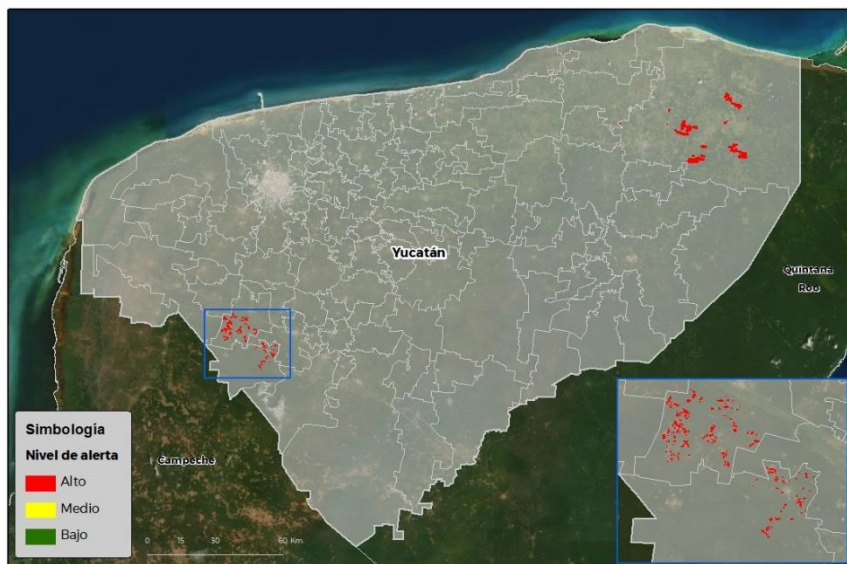 Yucatán
Quintana
Roo
Campeche
Simbología
Nivel de alerta
Alto
Medio
Bajo
0 15 30 60 Km